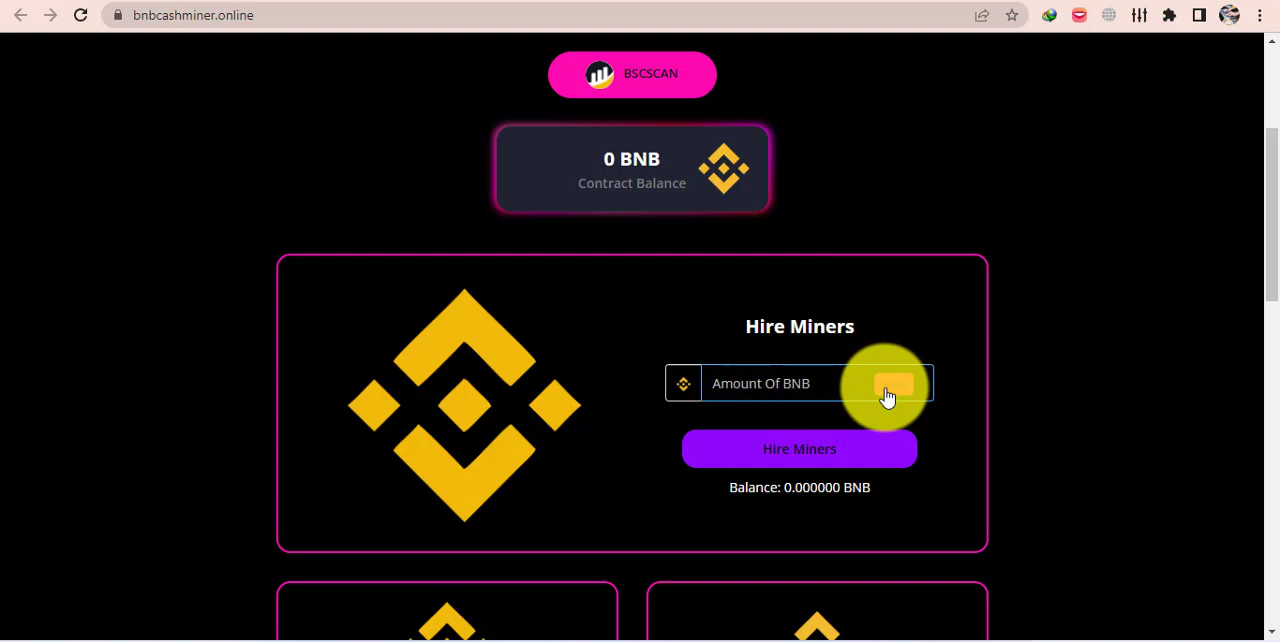 bnbcashminer.online
BSCSCAN
0 BNB
Contract Balance
Hire Miners
Amount Of BNB
Hire Miners
Balance: 0.000000 BNB